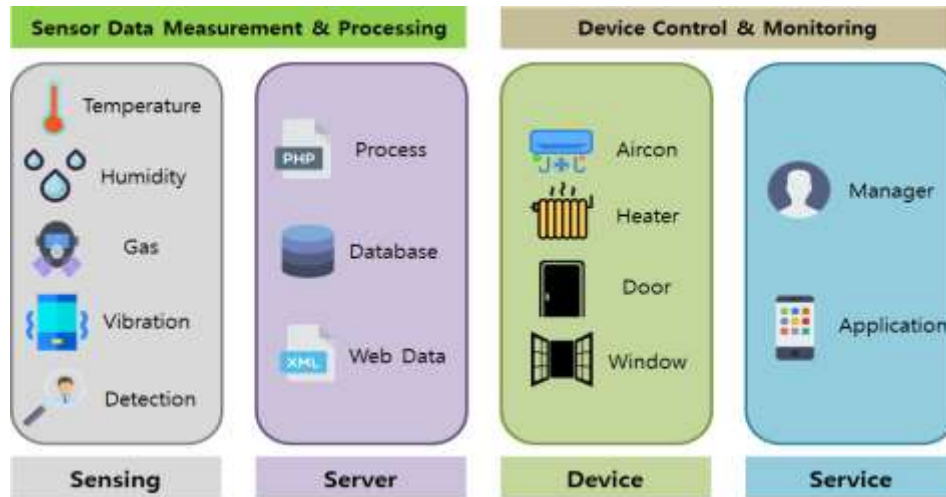 Sensor Data Measurement & Processing
Device Control & Monitoring
Temperature
Humidity
Gas
Vibration
Detection
Sensing
PHP
Process
Database
XML
Web Data
Server
Aircon
Heater
Door
Window
Device
Manager
Application
Service